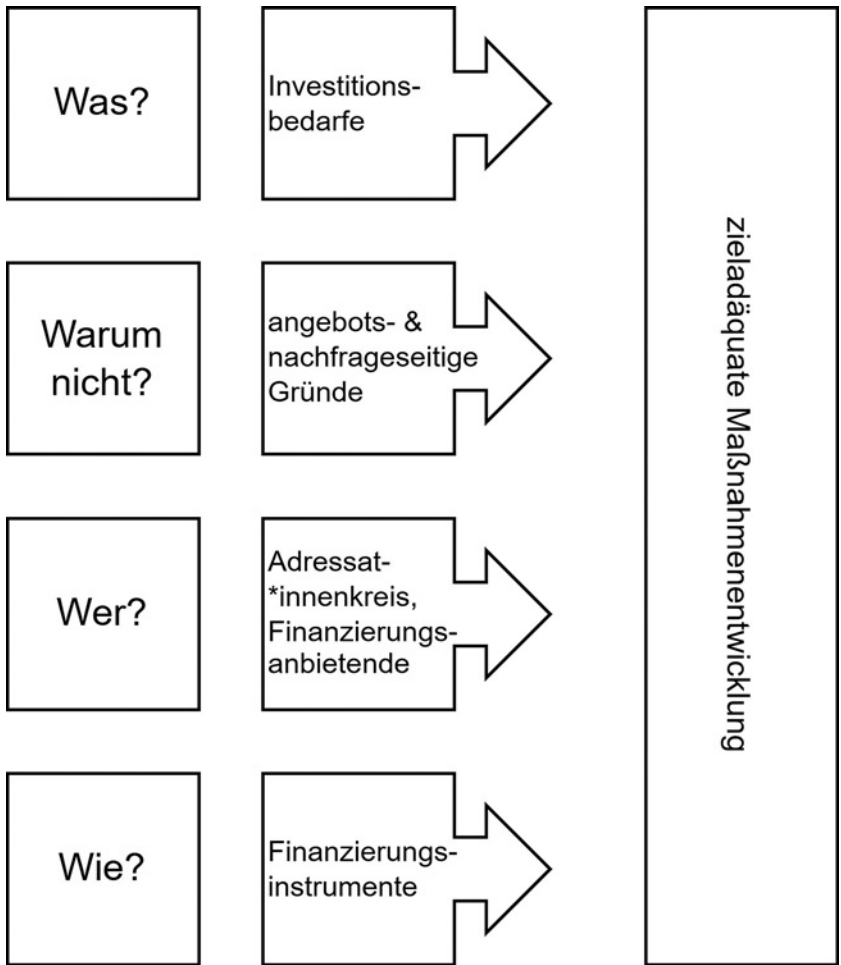 Was?
Investitions-
bedarfe
Warum
nicht?
angebots- &
nachfrageseitige
Gründe
Wer?
Adressat-
*innenkreis,
Finanzierungs-
anbietende
Wie?
Finanzierungs-
instrumente
zieladäquate Maßnahmenentwicklung